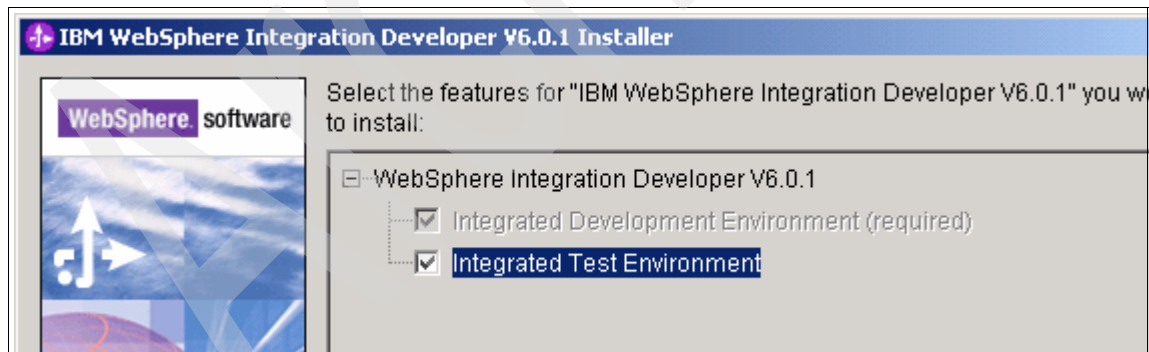 IBM WebSphere Integration Developer V6.0.1 Installer
WebSphere. software
Select the features for "IBM WebSphere Integration Developer V6.0.1" you w
to install:
WebSphere Integration Developer V6.0.1
Integrated Development Environment (required)
Integrated Test Environment